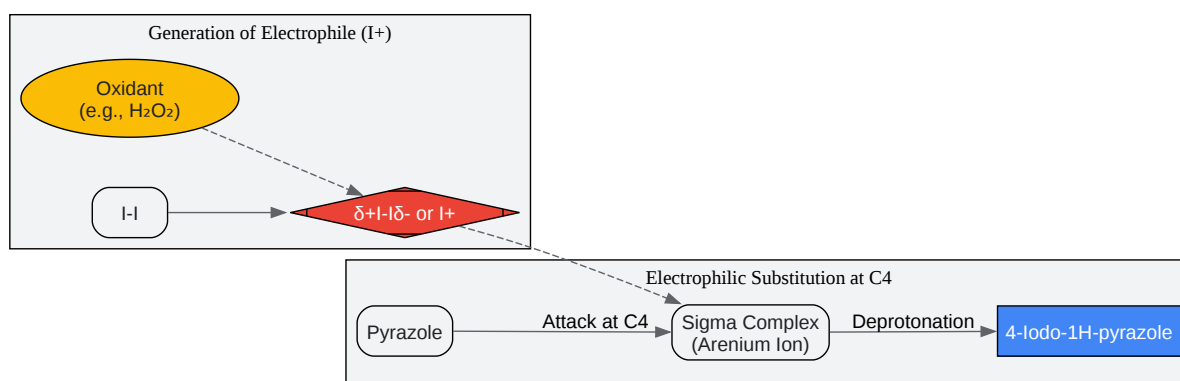 Generation of Electrophile (I+)
Oxidant
(e.g., H₂O₂)
I-I
δ+I-Iδ- or I+
Electrophilic Substitution at C4
Pyrazole
Attack at C4
Sigma Complex
(Arenium Ion)
Deprotonation
4-Iodo-1H-pyrazole